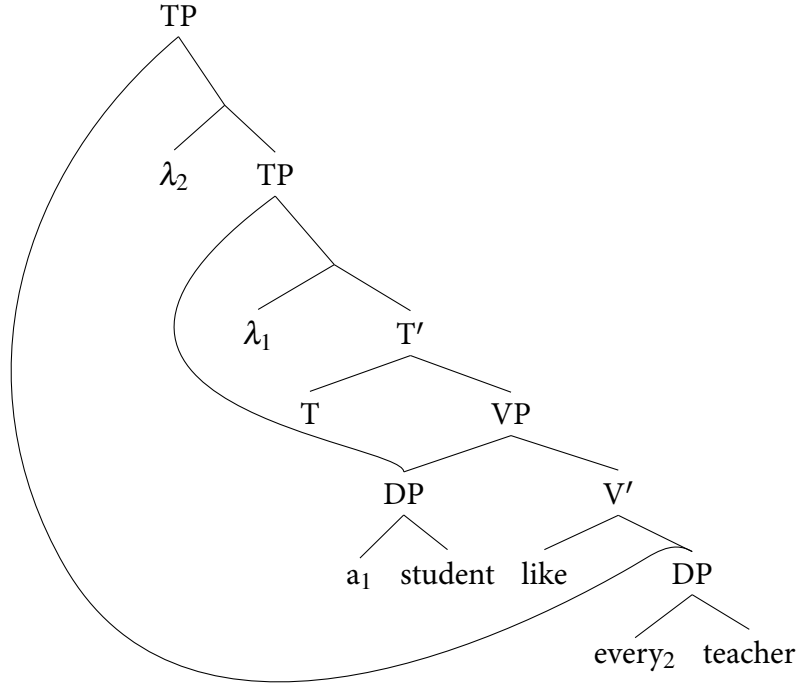 TP
λ₂ TP
λ₁ T′
T VP
DP V′
a₁ student like DP
every₂ teacher